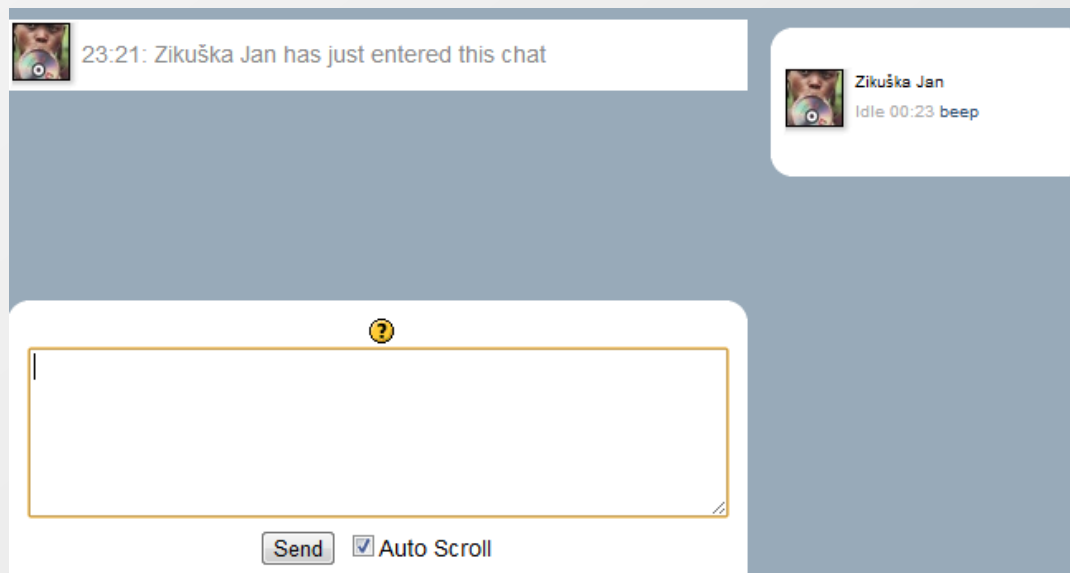 23:21: Zikuška Jan has just entered this chat
Zikuška Jan
Idle 00:23 beep
?
Send Auto Scroll